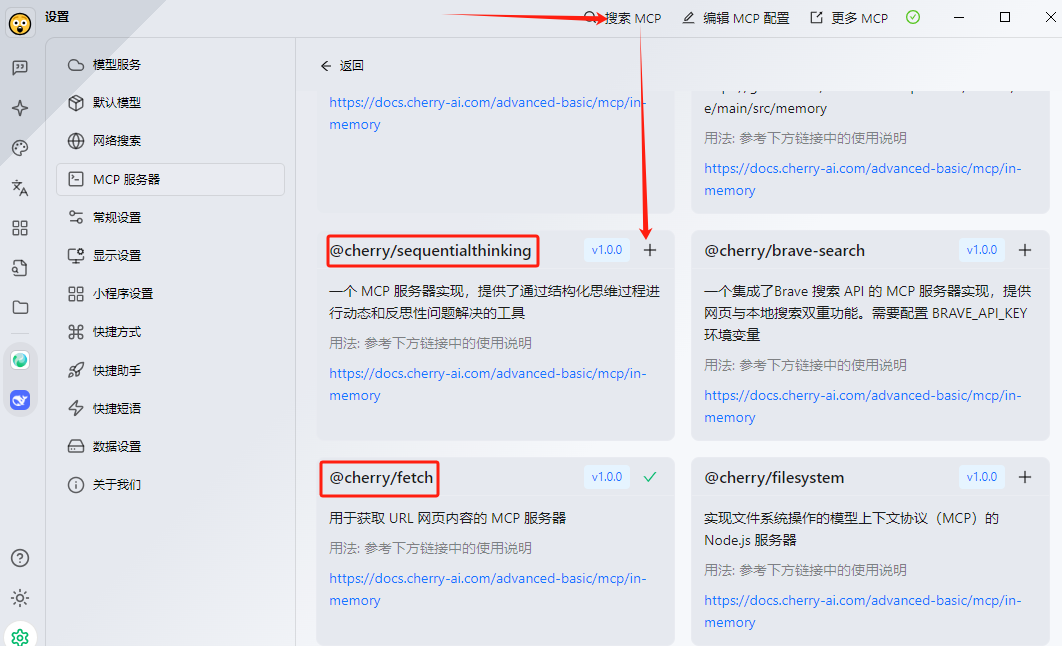 设置
搜索 MCP
编辑 MCP 配置
更多 MCP
模型服务
默认模型
网络搜索
MCP 服务器
常规设置
显示设置
小程序设置
快捷方式
快捷助手
快捷短语
数据设置
关于我们
返回
https://docs.cherry-ai.com/advanced-basic/mcp/in-
memory
e/main/src/memory
用法: 参考下方链接中的使用说明
https://docs.cherry-ai.com/advanced-basic/mcp/in-
memory
@cherry/sequentialthinking
v1.0.0
一个 MCP 服务器实现，提供了通过结构化思维过程进
行动态和反思性问题解决的工具
用法: 参考下方链接中的使用说明
https://docs.cherry-ai.com/advanced-basic/mcp/in-
memory
@cherry/brave-search
v1.0.0
一个集成了Brave 搜索 API 的 MCP 服务器实现，提供
网页与本地搜索双重功能。需要配置 BRAVE_API_KEY
环境变量
用法: 参考下方链接中的使用说明
https://docs.cherry-ai.com/advanced-basic/mcp/in-
memory
@cherry/fetch
v1.0.0
用于获取 URL 网页内容的 MCP 服务器
用法: 参考下方链接中的使用说明
https://docs.cherry-ai.com/advanced-basic/mcp/in-
memory
@cherry/filesystem
v1.0.0
实现文件系统操作的模型上下文协议（MCP）的
Node.js 服务器
用法: 参考下方链接中的使用说明
https://docs.cherry-ai.com/advanced-basic/mcp/in-
memory